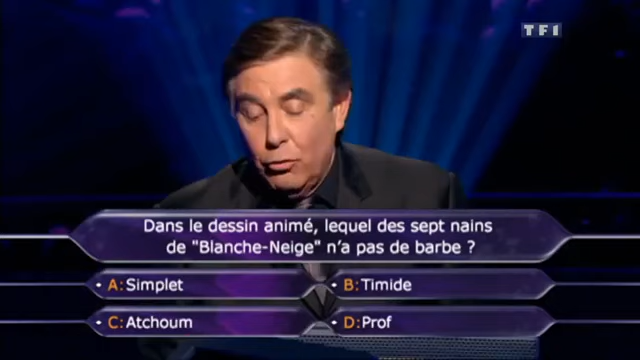 TF1
Dans le dessin animé, lequel des sept nains
de "Blanche-Neige" n'a pas de barbe ?
A: Simplet
B: Timide
C: Atchoum
D: Prof